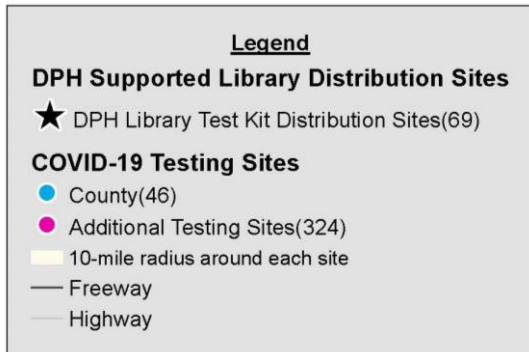 Legend
DPH Supported Library Distribution Sites
DPH Library Test Kit Distribution Sites(69)
COVID-19 Testing Sites
County(46)
Additional Testing Sites(324)
10-mile radius around each site
Freeway
Highway